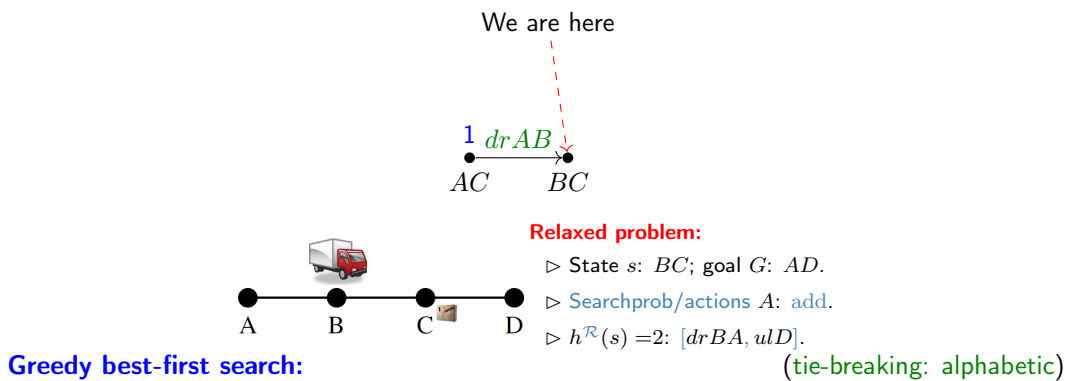 We are here
1 drAB
AC BC
Relaxed problem:
▷ State s: BC; goal G: AD.
▷ Searchprob/actions A: add.
▷ h^ℛ(s) =2: [drBA, ulD].
A B C D
Greedy best-first search: (tie-breaking: alphabetic)